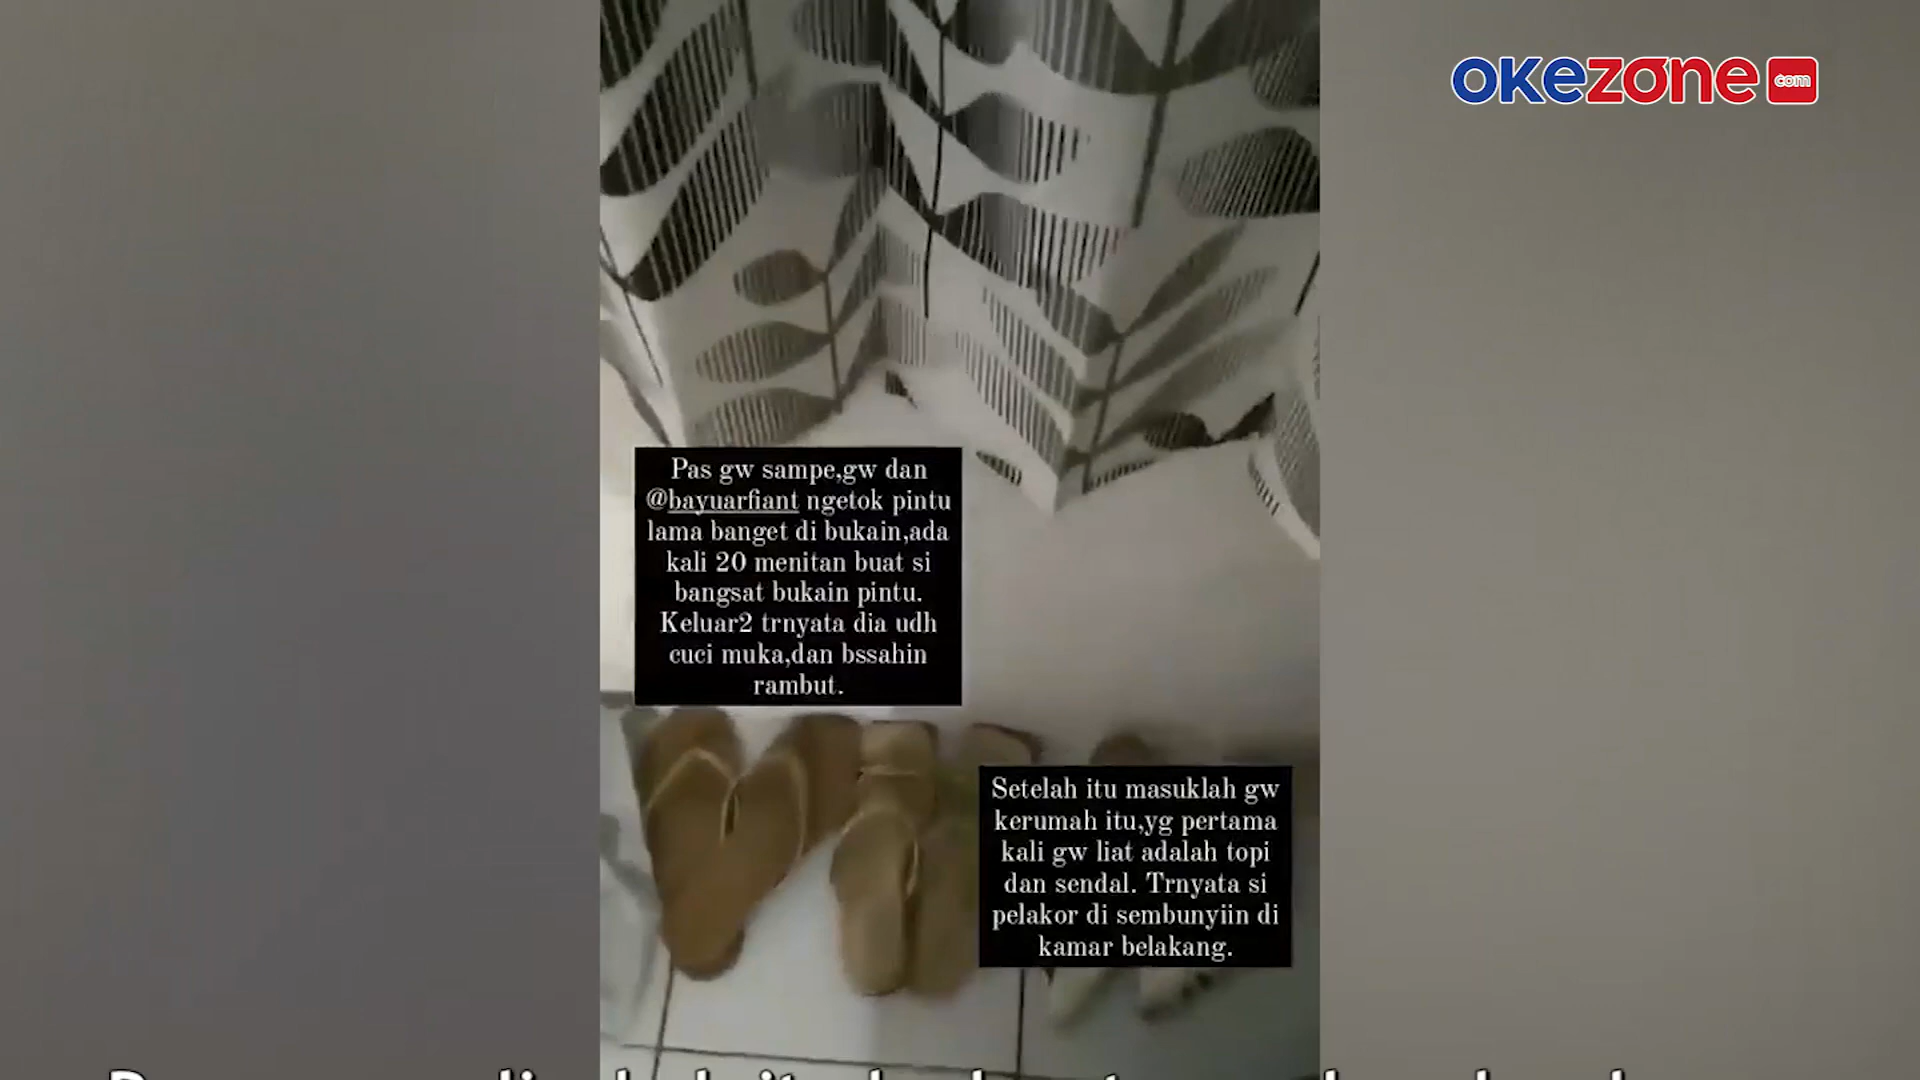 okezone
com
Pas gw sampe,gw dan
@bayuarfiant ngetok pintu
lama banget di bukain,ada
kali 20 menitan buat si
bangsat bukain pintu.
Keluar2 trnyata dia udh
cuci muka,dan bssahin
rambut.
Setelah itu masuklah gw
kerumah itu,yg pertama
kali gw liat adalah topi
dan sendal. Trnyata si
pelakor di sembunyiin di
kamar belakang.